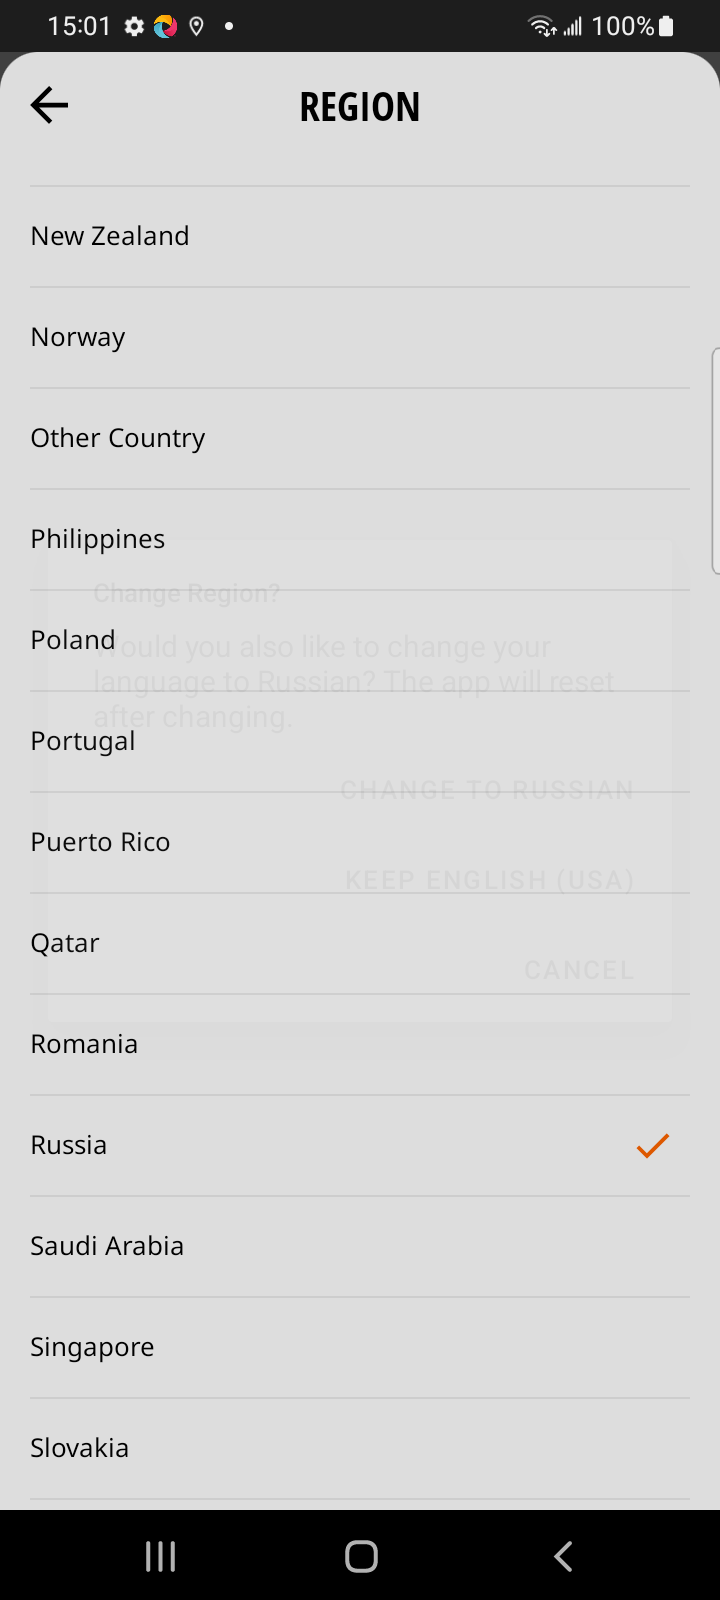 15:01
100%
REGION
New Zealand
Norway
Other Country
Philippines
Change Region?
Poland
Would you also like to change your
language to Russian? The app will reset
after changing.
Portugal
CHANGE TO RUSSIAN
Puerto Rico
KEEP ENGLISH (USA)
Qatar
CANCEL
Romania
Russia
Saudi Arabia
Singapore
Slovakia